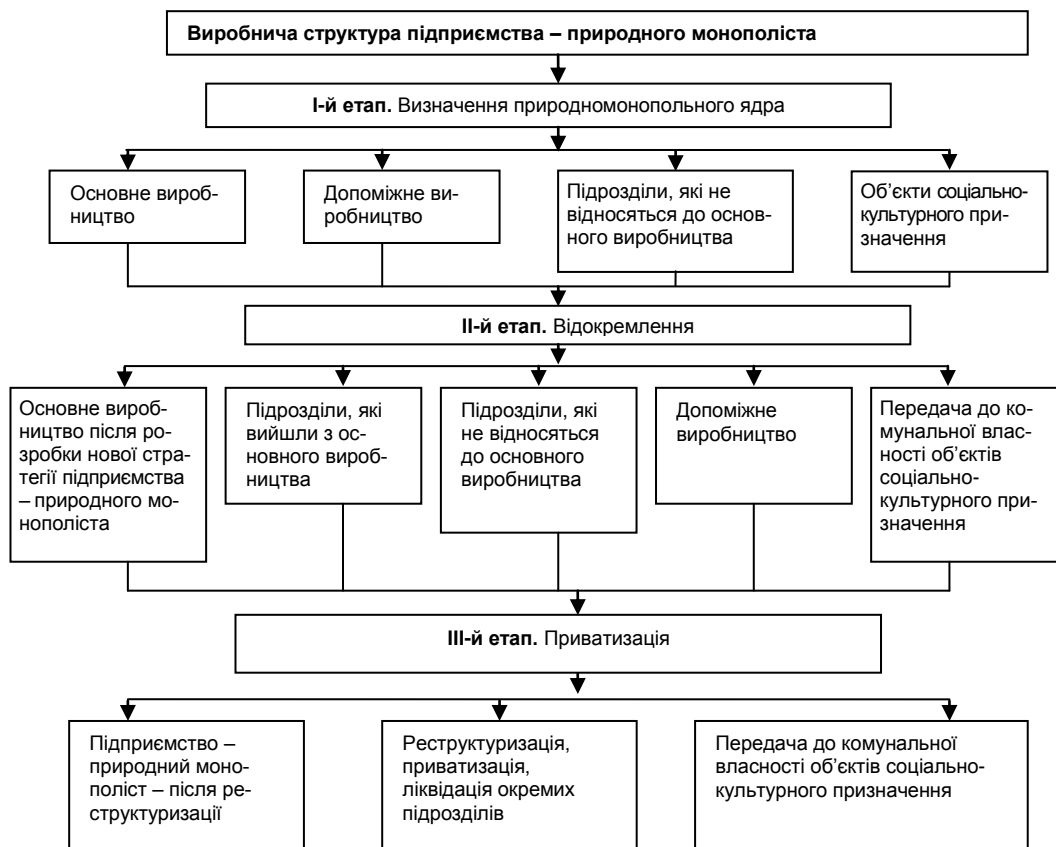 Виробнича структура підприємства – природного монополіста
І-й етап. Визначення природномонопольного ядра
Основне вироб-
ництво
Допоміжне ви-
робництво
Підрозділи, які не
відносяться до основ-
ного виробництва
Об’єкти соціально-
культурного при-
значення
ІІ-й етап. Відокремлення
Основне вироб-
ництво після ро-
зробки нової стра-
тегії підприємства
– природного мо-
нополіста
Підрозділи, які
вийшли з ос-
новного вироб-
ництва
Підрозділи, які
не відносяться
до основного
виробництва
Допоміжне
виробництво
Передача до ко-
мунальної влас-
ності об’єктів
соціально-
культурного при-
значення
ІІІ-й етап. Приватизація
Підприємство –
природний моно-
поліст – після ре-
структуризації
Реструктуризація,
приватизація,
ліквідація окремих
підрозділів
Передача до комунальної
власності об’єктів соціально-
культурного призначення